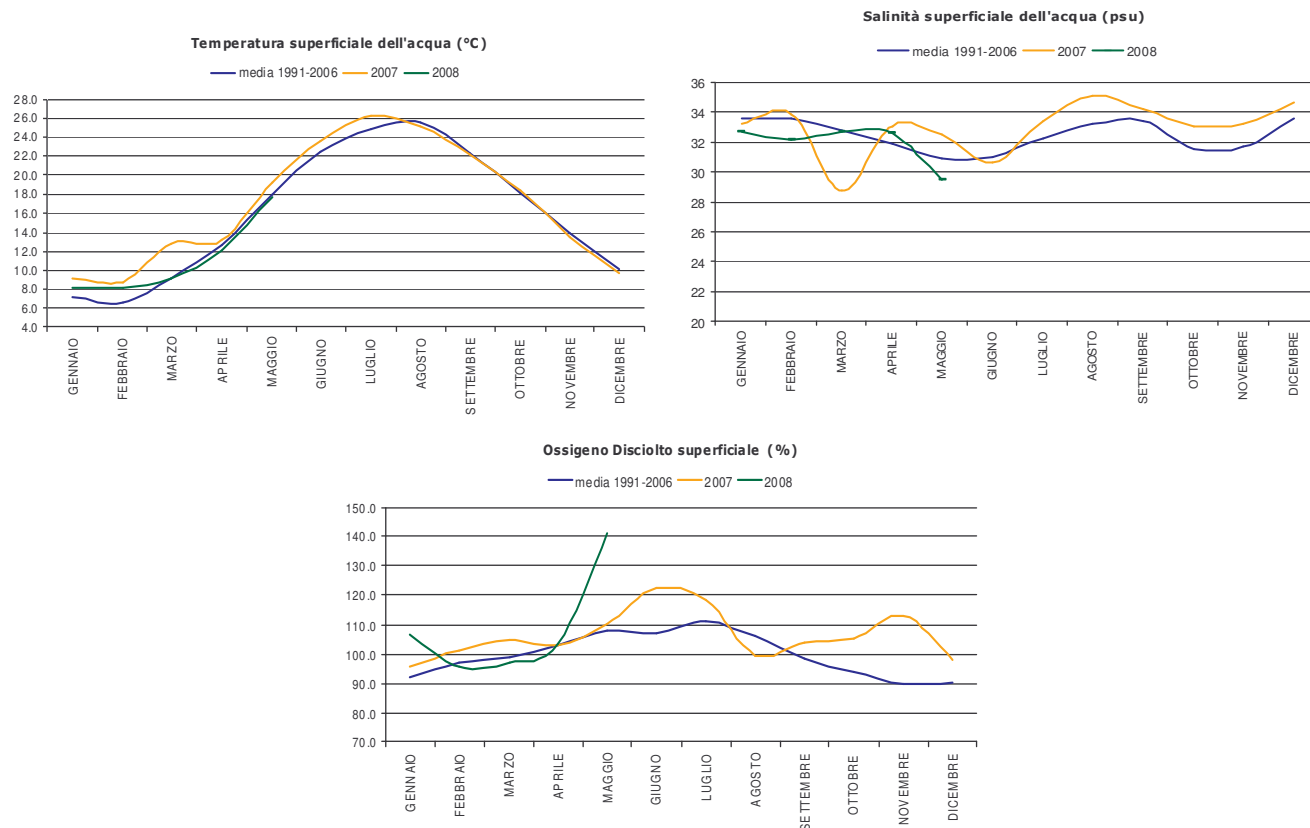 Temperatura superficiale dell'acqua (°C)
media 1991-2006 2007 2008
28.0
26.0
24.0
22.0
20.0
18.0
16.0
14.0
12.0
10.0
8.0
6.0
4.0
GENNAIO
FEBBRAIO
MARZO
APRILE
MAGGIO
GIUGNO
LUGLIO
AGOSTO
SETTEMBRE
OTTOBRE
NOVEMBRE
DICEMBRE
Salinità superficiale dell'acqua (psu)
media 1991-2006 2007 2008
36
34
32
30
28
26
24
22
20
GENNAIO
FEBBRAIO
MARZO
APRILE
MAGGIO
GIUGNO
LUGLIO
AGOSTO
SETTEMBRE
OTTOBRE
NOVEMBRE
DICEMBRE
Ossigeno Disciolto superficiale (%)
media 1991-2006 2007 2008
150.0
140.0
130.0
120.0
110.0
100.0
90.0
80.0
70.0
GENNAIO
FEBBRAIO
MARZO
APRILE
MAGGIO
GIUGNO
LUGLIO
AGOSTO
SETTEMBRE
OTTOBRE
NOVEMBRE
DICEMBRE